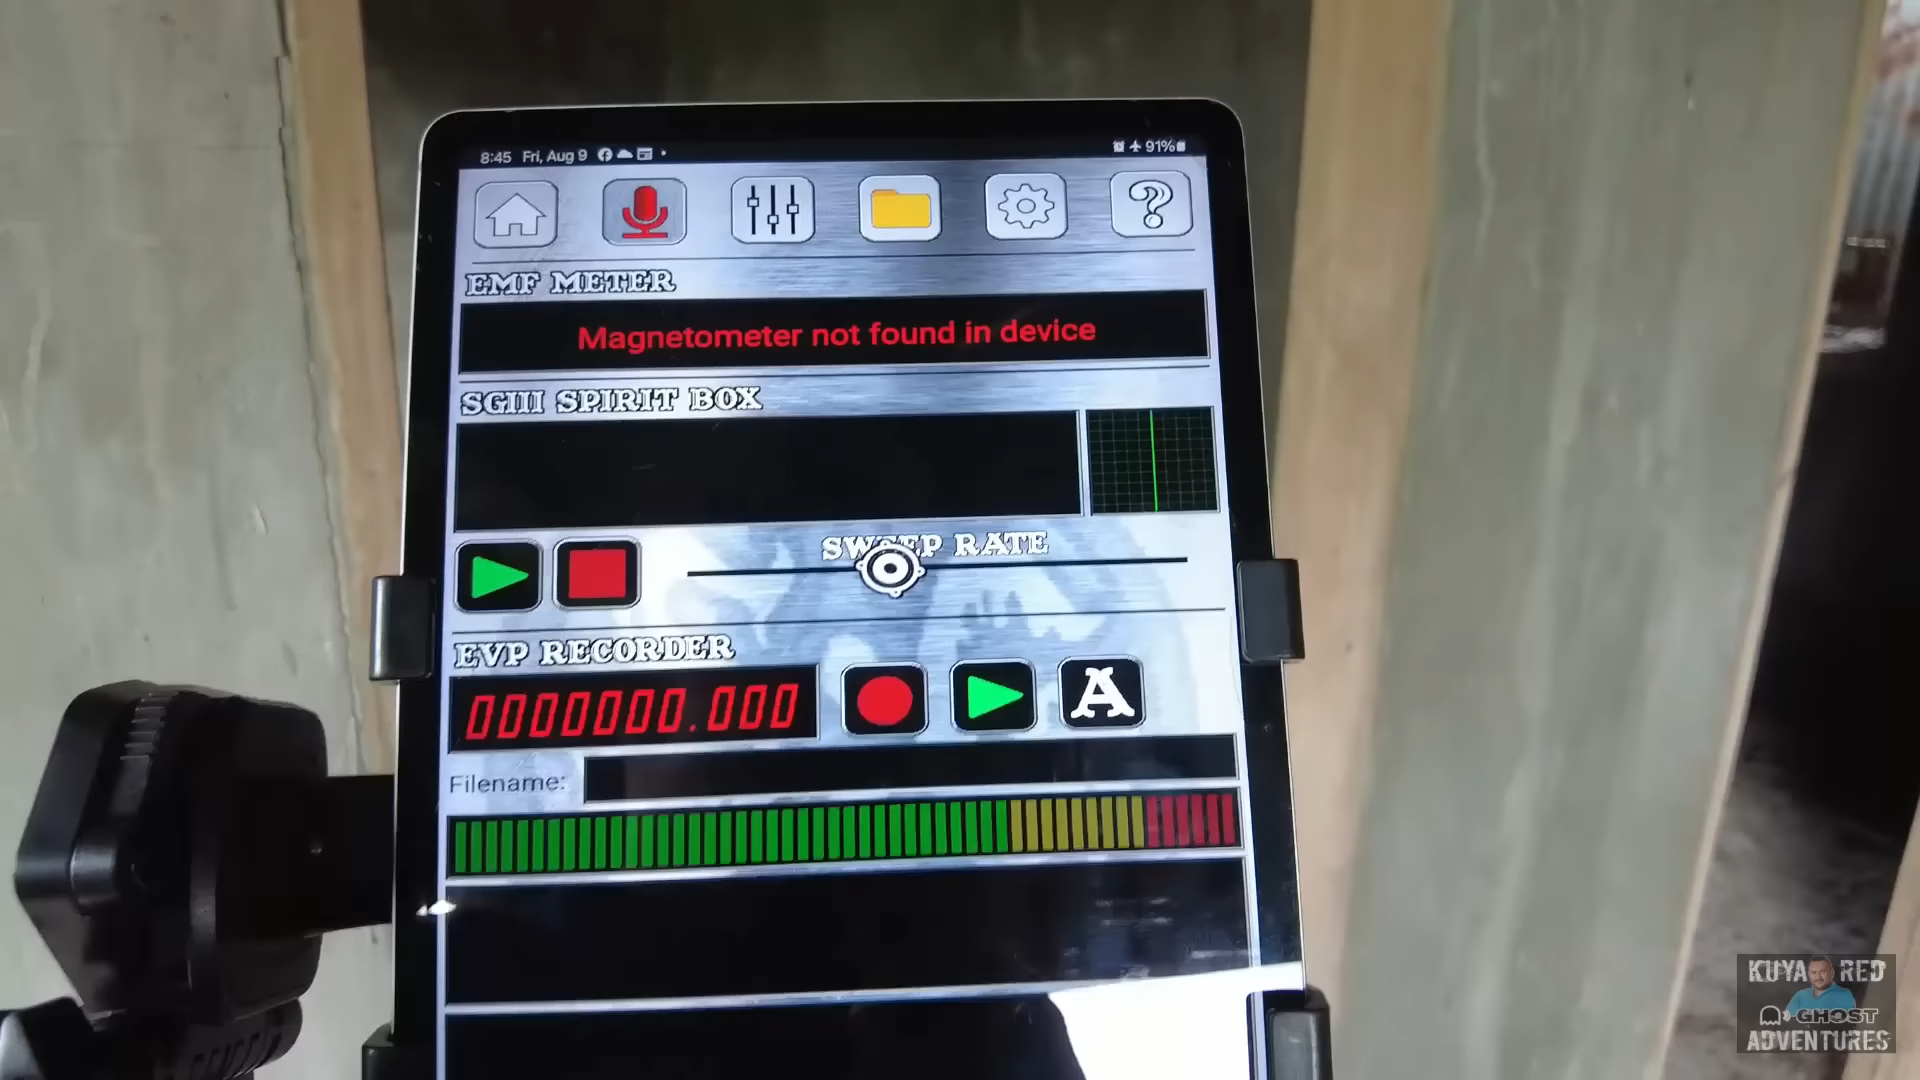 8:45 Fri, Aug 9
91%
EMF METER
Magnetometer not found in device
SGIII SPIRIT BOX
SWEEP RATE
EVP RECORDER
0000000.000
A
Filename:
KUYA RED
GHOST
ADVENTURES